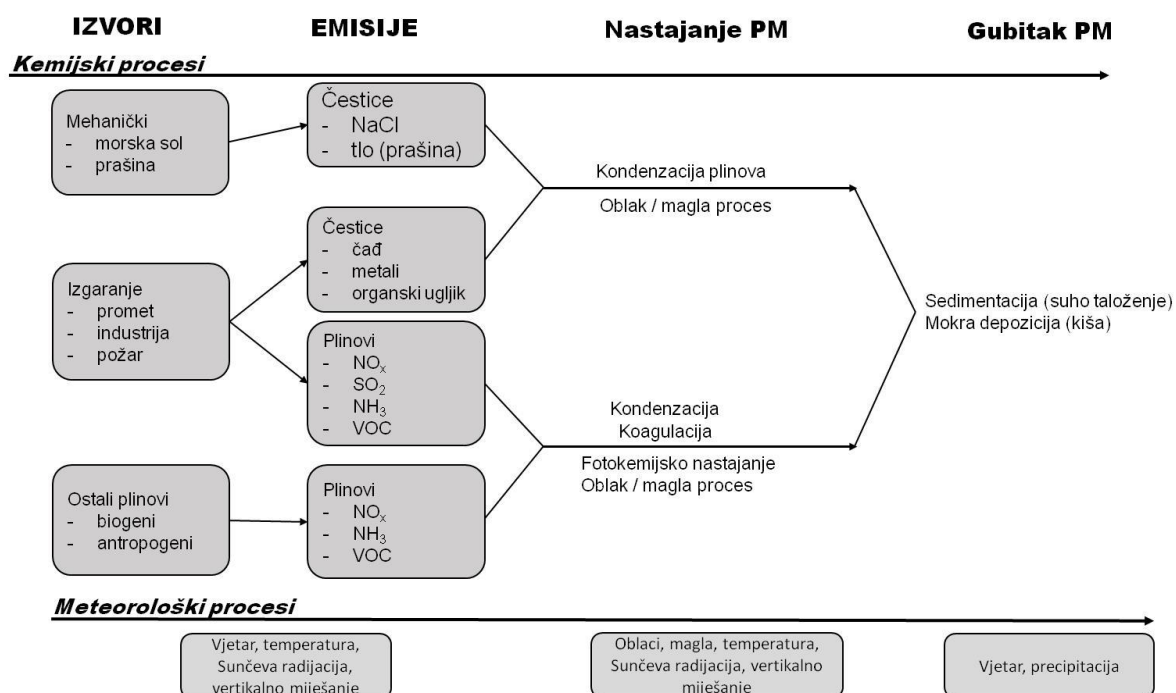 IZVORI
EMISIJE
Nastajanje PM
Gubitak PM
Kemijski procesi
Mehanički
- morska sol
- prašina
Čestice
- NaCl
- tlo (prašina)
Kondenzacija plinova
Oblak / magla proces
Izgaranje
- promet
- industrija
- požar
Čestice
- čađ
- metali
- organski ugljik
Sedimentacija (suho taloženje)
Mokra depozicija (kiša)
Plinovi
- NOₓ
- SO₂
- NH₃
- VOC
Kondenzacija
Koagulacija
Fotokemijsko nastajanje
Oblak / magla proces
Ostali plinovi
- biogeni
- antropogeni
Plinovi
- NOₓ
- NH₃
- VOC
Meteorološki procesi
Vjetar, temperatura,
Sunčeva radijacija,
vertikalno miješanje
Oblaci, magla, temperatura,
Sunčeva radijacija, vertikalno
miješanje
Vjetar, precipitacija